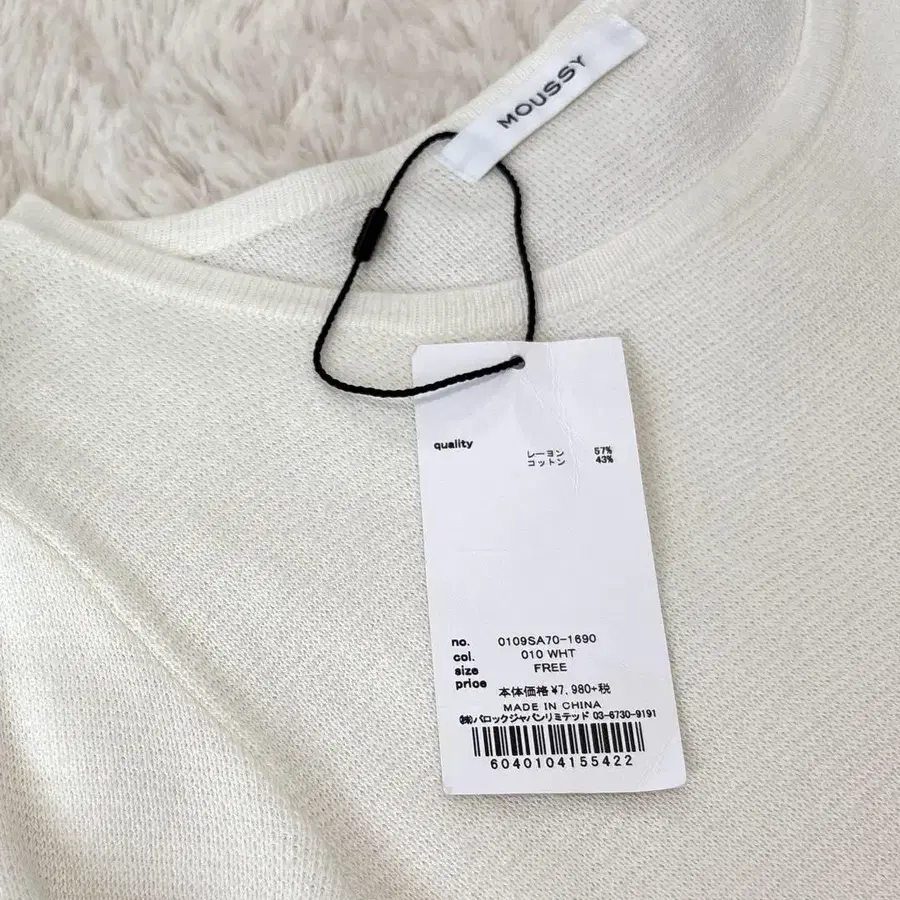 MOUSSY
quality
レーヨン 57%
コットン 43%
no. 0109SA70-1690
col. 010 WHT
size FREE
price 本体価格¥7,980+税
MADE IN CHINA
㈱バロックジャパンリミテッド 03-6730-9191
6040104155422